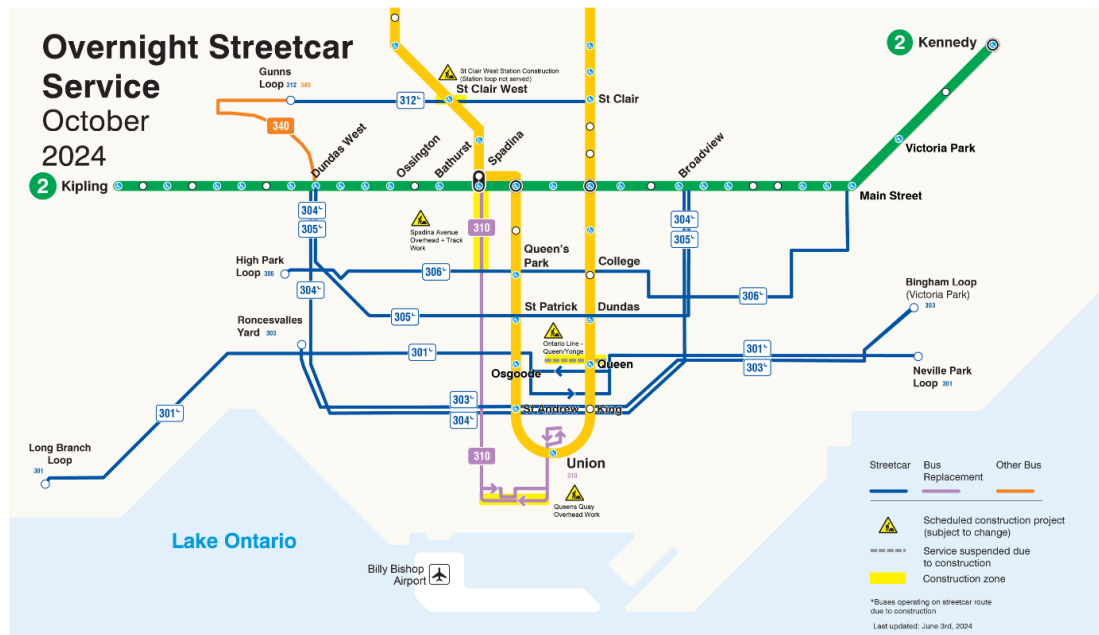 Overnight Streetcar
Service
October
2024
Gunns
Loop 312 340
312
340
St Clair West Station Construction
(Station loop not served)
St Clair West
St Clair
2 Kennedy
Victoria Park
Main Street
2 Kipling
Dundas West
Ossington
Bathurst
Spadina
Broadview
304
305
304
305
310
Spadina Avenue
Overhead + Track
Work
Queen's
Park
College
High Park
Loop 306
306
306
304
Bingham Loop
(Victoria Park)
303
St Patrick
Dundas
305
Roncesvalles
Yard 303
Ontario Line -
Queen/Yonge
301
301
303
Osgoode
Queen
Neville Park
Loop 301
303
304
St Andrew
King
301
Long Branch
Loop
301
310
Union
310
Queens Quay
Overhead Work
Lake Ontario
Billy Bishop
Airport
Streetcar
Bus
Replacement
Other Bus
Scheduled construction project
(subject to change)
Service suspended due
to construction
Construction zone
*Buses operating on streetcar route
due to construction
Last updated: June 3rd, 2024